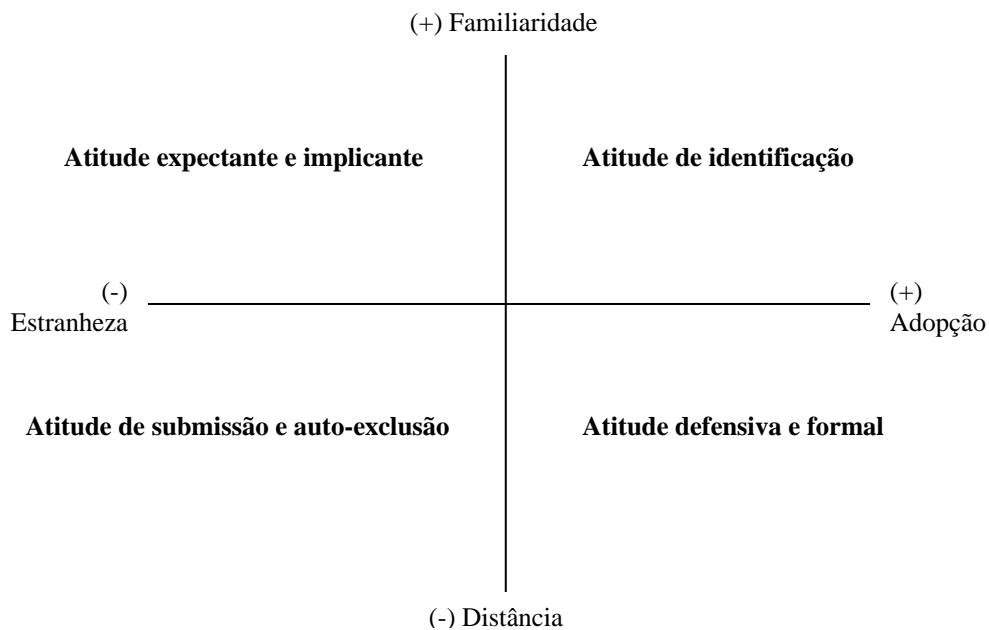 (+) Familiaridade
Atitude expectante e implicante
Atitude de identificação
(-)
Estranheza
(+)
Adopção
Atitude de submissão e auto-exclusão
Atitude defensiva e formal
(-) Distância